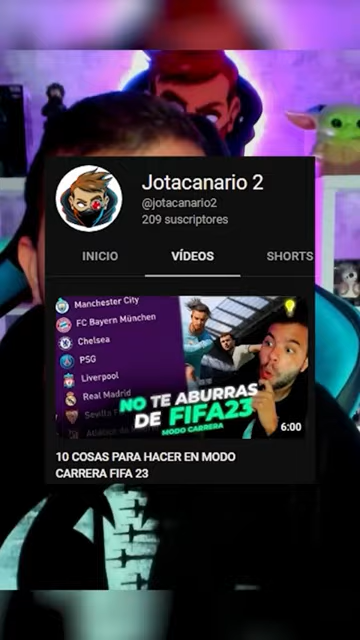 Jotacanario 2
@jotacanario2
209 suscriptores
INICIO
VÍDEOS
SHORTS
Manchester City
FC Bayern München
Chelsea
PSG
Liverpool
Real Madrid
Sevilla
NO TE ABURRAS
DE FIFA23
MODO CARRERA
6:00
10 COSAS PARA HACER EN MODO
CARRERA FIFA 23